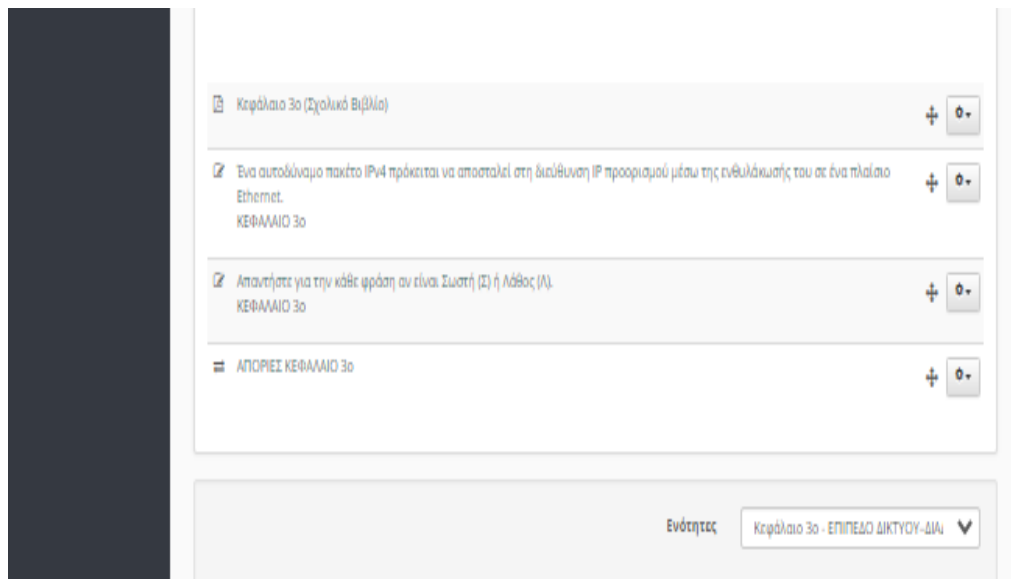 Κεφάλαιο 3ο (Σχολικό Βιβλίο)
Ένα αυτοδύναμο πακέτο IPv4 πρόκειται να αποσταλεί στη διεύθυνση IP προορισμού μέσω της ενθυλάκωσής του σε ένα πλαίσιο
Ethernet.
ΚΕΦΑΛΑΙΟ 3ο
Απαντήστε για την κάθε φράση αν είναι Σωστή (Σ) ή Λάθος (Λ).
ΚΕΦΑΛΑΙΟ 3ο
ΑΠΟΡΙΕΣ ΚΕΦΑΛΑΙΟ 3ο
Ενότητες
Κεφάλαιο 3ο - ΕΠΙΠΕΔΟ ΔΙΚΤΥΟΥ–ΔΙΑ